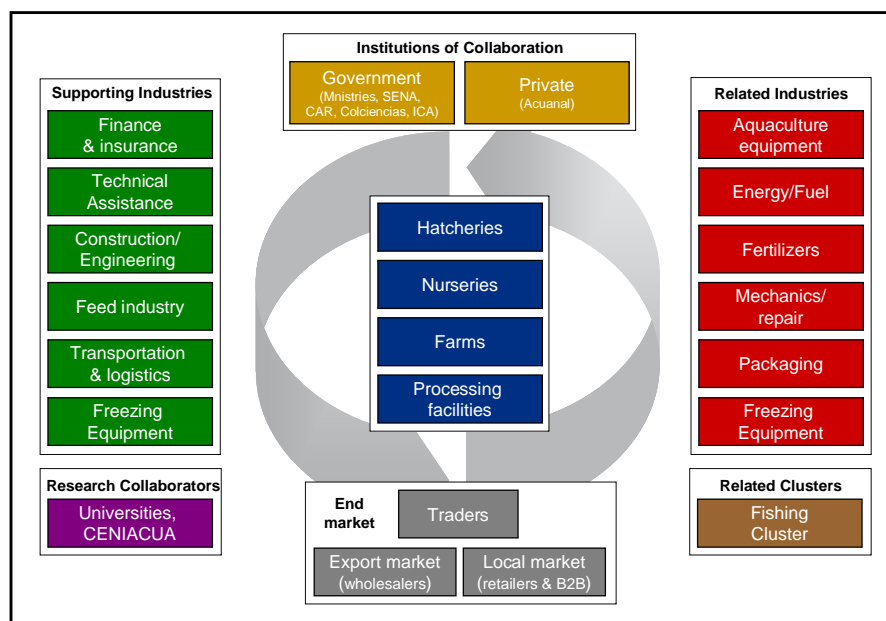 Institutions of Collaboration
Government
(Mnistries, SENA,
CAR, Colciencias, ICA)
Private
(Acuanal)
Supporting Industries
Finance
& insurance
Technical
Assistance
Construction/
Engineering
Feed industry
Transportation
& logistics
Freezing
Equipment
Hatcheries
Nurseries
Farms
Processing
facilities
Related Industries
Aquaculture
equipment
Energy/Fuel
Fertilizers
Mechanics/
repair
Packaging
Freezing
Equipment
Research Collaborators
Universities,
CENIACUA
End
market
Traders
Export market
(wholesalers)
Local market
(retailers & B2B)
Related Clusters
Fishing
Cluster